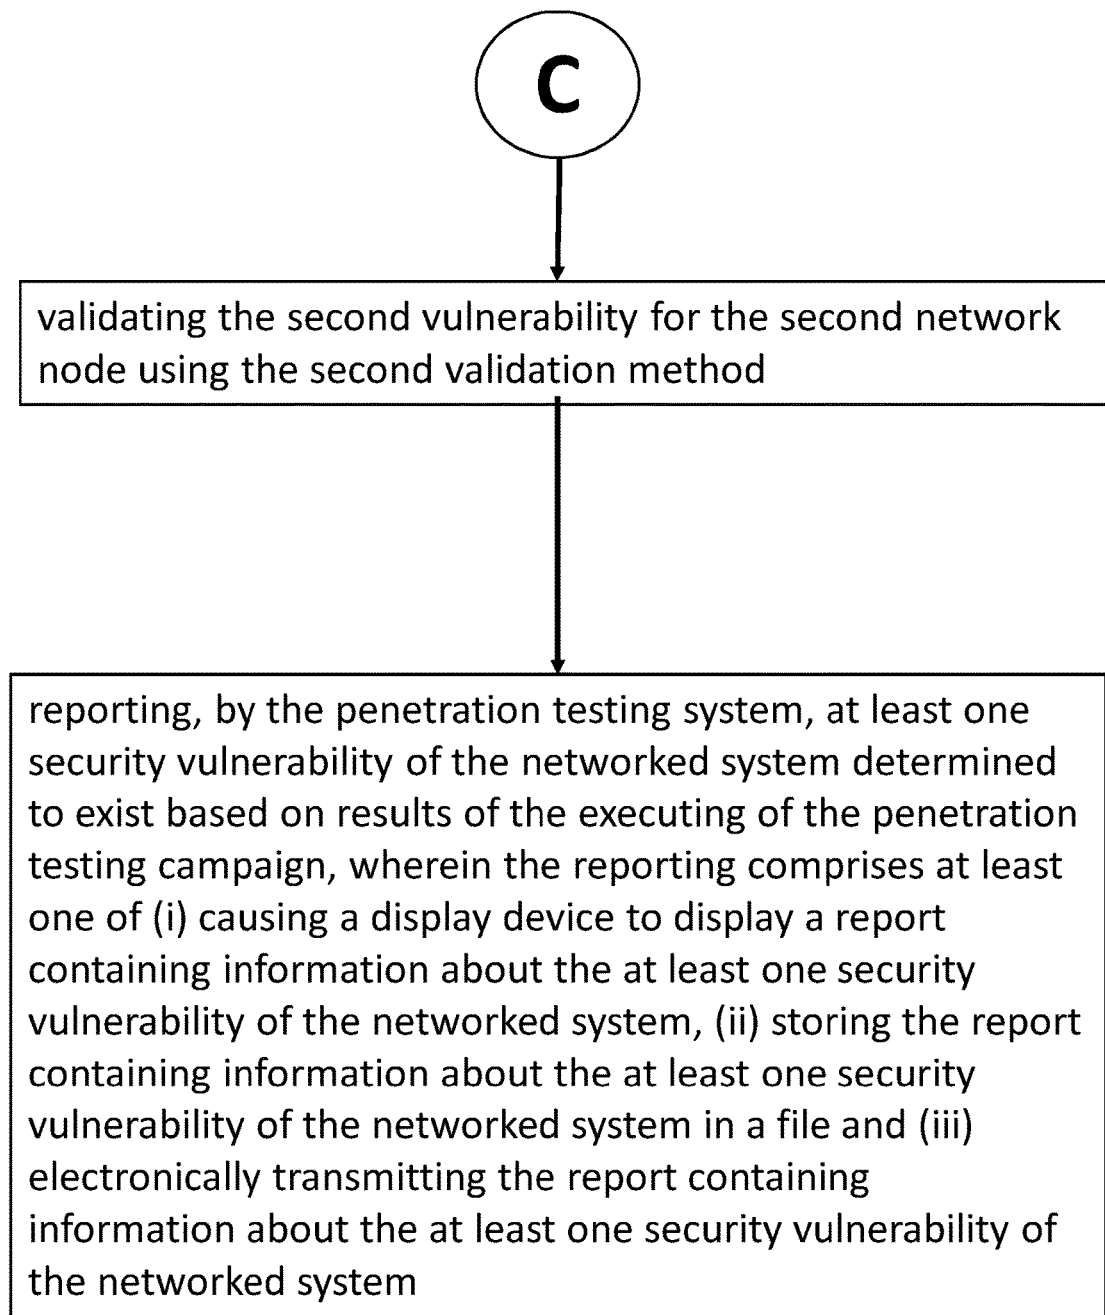 C
validating the second vulnerability for the second network
node using the second validation method
reporting, by the penetration testing system, at least one
security vulnerability of the networked system determined
to exist based on results of the executing of the penetration
testing campaign, wherein the reporting comprises at least
one of (i) causing a display device to display a report
containing information about the at least one security
vulnerability of the networked system, (ii) storing the report
containing information about the at least one security
vulnerability of the networked system in a file and (iii)
electronically transmitting the report containing
information about the at least one security vulnerability of
the networked system